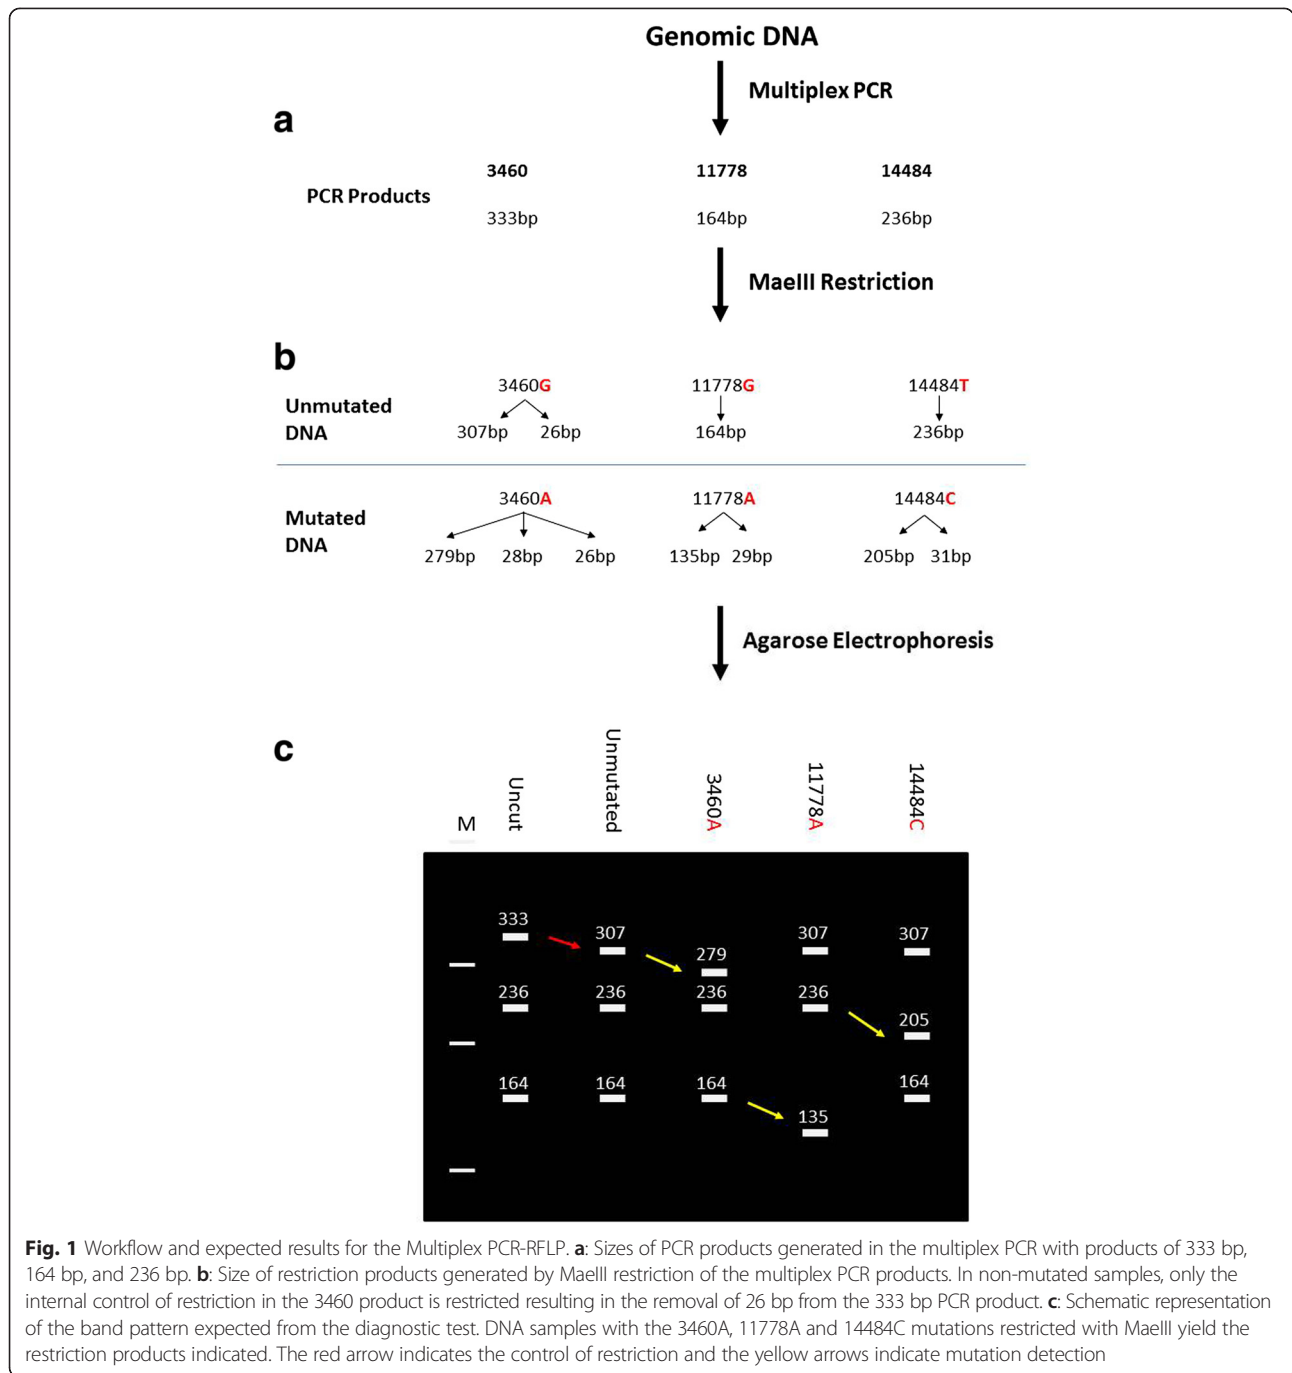 Genomic DNA
Multiplex PCR
a
3460 11778 14484
PCR Products
333bp 164bp 236bp
MaeIII Restriction
b
3460G 11778G 14484T
Unmutated
DNA
307bp 26bp 164bp 236bp
3460A 11778A 14484C
Mutated
DNA
279bp 28bp 26bp 135bp 29bp 205bp 31bp
Agarose Electrophoresis
c
M Uncut Unmutated 3460A 11778A 14484C
333 307 279 307 307
236 236 236 236 205
164 164 164 135 164
Fig. 1 Workflow and expected results for the Multiplex PCR-RFLP. a: Sizes of PCR products generated in the multiplex PCR with products of 333 bp,
164 bp, and 236 bp. b: Size of restriction products generated by MaeIII restriction of the multiplex PCR products. In non-mutated samples, only the
internal control of restriction in the 3460 product is restricted resulting in the removal of 26 bp from the 333 bp PCR product. c: Schematic representation
of the band pattern expected from the diagnostic test. DNA samples with the 3460A, 11778A and 14484C mutations restricted with MaeIII yield the
restriction products indicated. The red arrow indicates the control of restriction and the yellow arrows indicate mutation detection